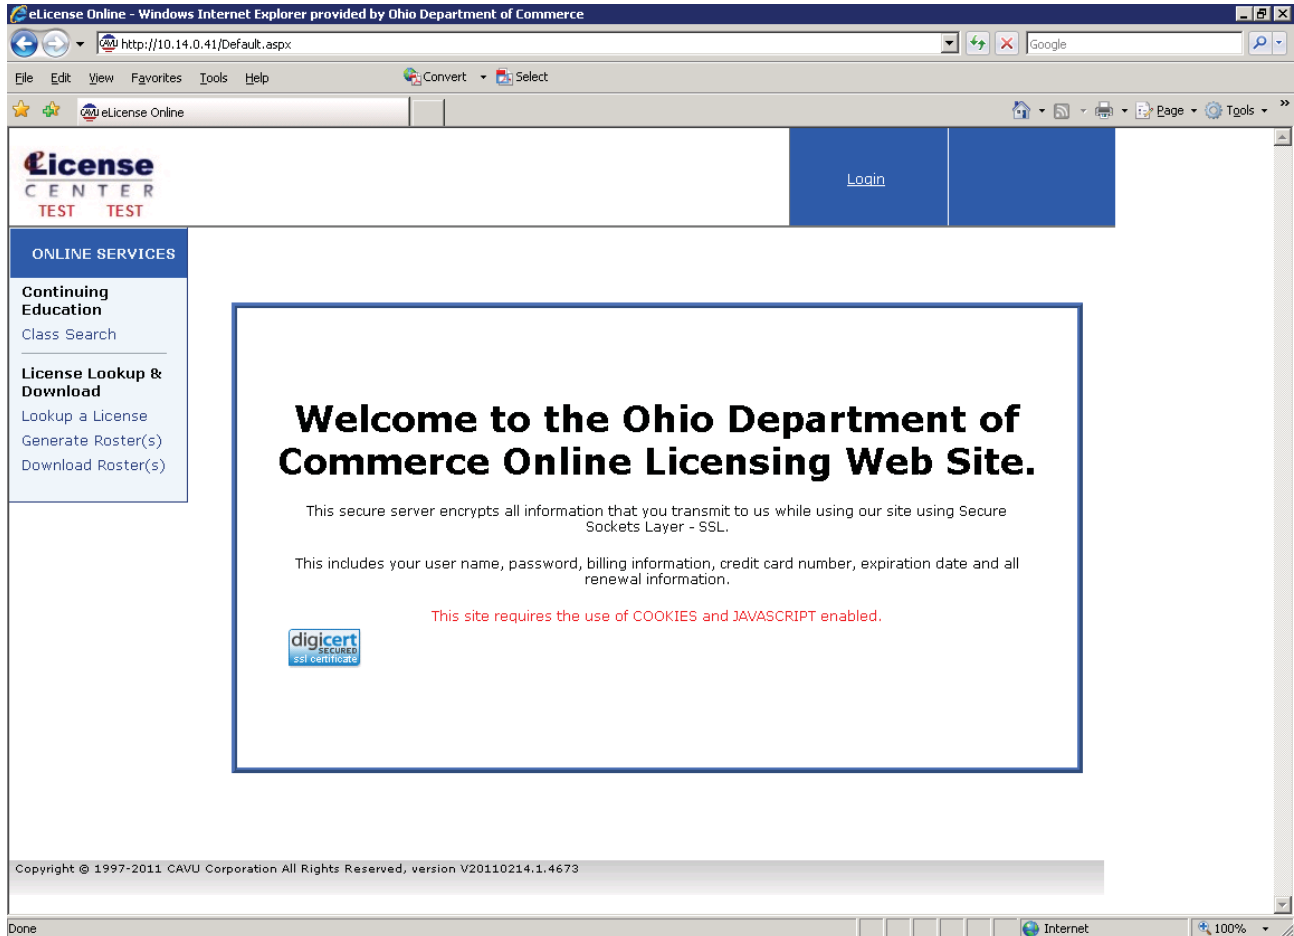 eLicense Online - Windows Internet Explorer provided by Ohio Department of Commerce
http://10.14.0.41/Default.aspx
Google
File Edit View Favorites Tools Help
Convert Select
eLicense Online
Page Tools »
eLicense
CENTER
TEST TEST
Login
ONLINE SERVICES
Continuing
Education
Class Search
License Lookup &
Download
Lookup a License
Generate Roster(s)
Download Roster(s)
Welcome to the Ohio Department of
Commerce Online Licensing Web Site.
This secure server encrypts all information that you transmit to us while using our site using Secure
Sockets Layer - SSL.
This includes your user name, password, billing information, credit card number, expiration date and all
renewal information.
This site requires the use of COOKIES and JAVASCRIPT enabled.
digicert
SECURED
ssl certificate
Copyright © 1997-2011 CAVU Corporation All Rights Reserved, version V20110214.1.4673
Done
Internet
100%